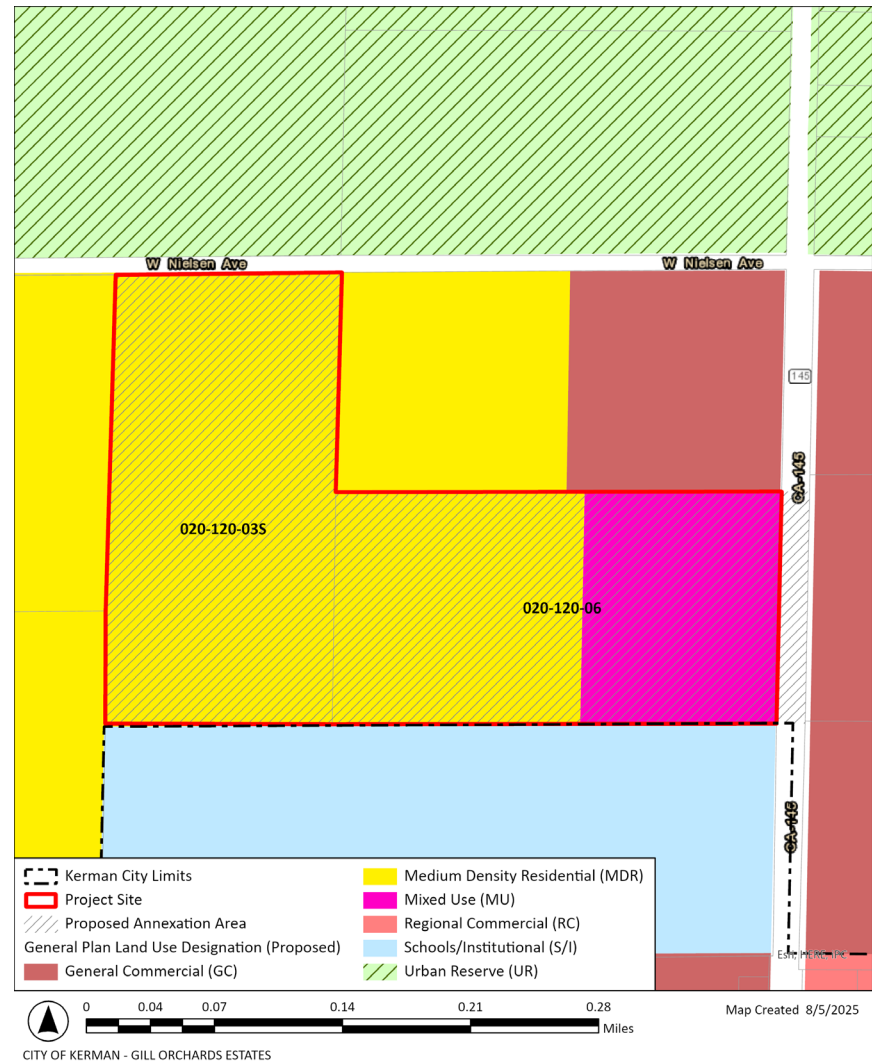 W Nielsen Ave
W Nielsen Ave
145
CA-145
020-120-03S
020-120-06
CA-145
Kerman City Limits
Project Site
Proposed Annexation Area
General Plan Land Use Designation (Proposed)
General Commercial (GC)
Medium Density Residential (MDR)
Mixed Use (MU)
Regional Commercial (RC)
Schools/Institutional (S/I)
Urban Reserve (UR)
Esri, HERE, IPC
0 0.04 0.07 0.14 0.21 0.28
Miles
Map Created 8/5/2025
CITY OF KERMAN - GILL ORCHARDS ESTATES